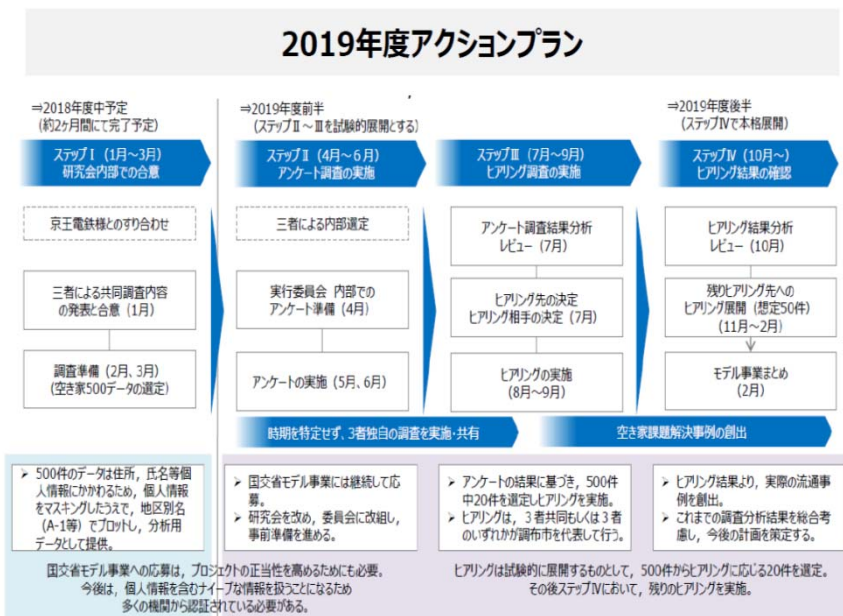 2019年度アクションプラン
⇒2018年度中予定
(約2ヶ月間にて完了予定)
ステップⅠ (1月～3月)
研究会内部での合意
京王電鉄様とのすり合わせ
三者による共同調査内容
の発表と合意 (1月)
調査準備 (2月、3月)
(空き家500データの選定)
⇒2019年度前半
(ステップⅡ～Ⅲを試験的展開とする)
ステップⅡ (4月～6月)
アンケート調査の実施
三者による内部選定
実行委員会 内部での
アンケート準備 (4月)
アンケートの実施 (5月、6月)
ステップⅢ (7月～9月)
ヒアリング調査の実施
アンケート調査結果分析
レビュー (7月)
ヒアリング先の決定
ヒアリング相手の決定 (7月)
ヒアリングの実施
(8月～9月)
⇒2019年度後半
(ステップⅣで本格展開)
ステップⅣ (10月～)
ヒアリング結果の確認
ヒアリング結果分析
レビュー (10月)
残りヒアリング先への
ヒアリング展開 (想定50件)
(11月～2月)
モデル事業まとめ
(2月)
時期を特定せず、3者独自の調査を実施・共有
空き家課題解決事例の創出
➤ 500件のデータは住所，氏名等個
人情報にかかわるため，個人情報
をマスキングしたうえで，地区別名
(A-1等) でプロットし，分析用
データとして提供。
➤ 国交省モデル事業には継続して応
募。
➤ 研究会を改め，委員会に改組し，
事前準備を進める。
国交省モデル事業への応募は，プロジェクトの正当性を高めるためにも必要。
今後は，個人情報を含むナイーブな情報を扱うことになるため
多くの機関から認証されている必要がある。
➤ アンケートの結果に基づき，500件
中20件を選定しヒアリングを実施。
➤ ヒアリングは，3者共同もしくは3者
のいずれかが調布市を代表して行う。
➤ ヒアリング結果より，実際の流通事
例を創出。
➤ これまでの調査分析結果を総合考
慮し，今後の計画を策定する。
ヒアリングは試験的に展開するものとして，500件からヒアリングに応じる20件を選定。
その後ステップⅣにおいて，残りのヒアリングを実施。